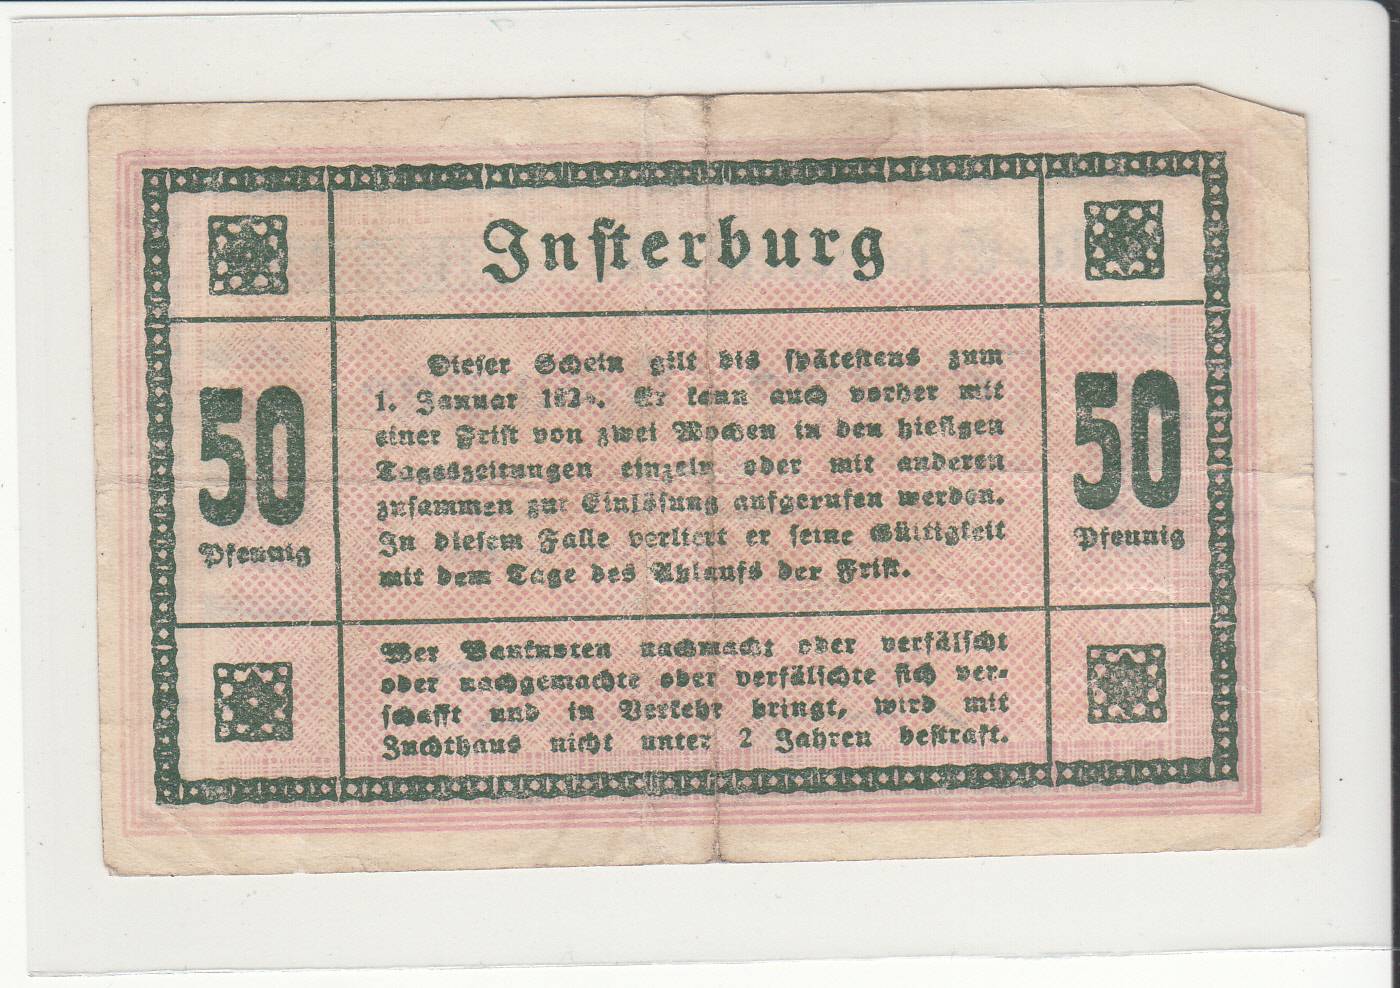 Insterburg
Dieser Schein gilt bis spätestens zum
1. Januar Er kann auch vorher mit
einer Frist von zwei Wochen in den hiesigen
Tageszeitungen einzeln oder mit anderen
zusammen zur Einlösung aufgerufen werden.
In diesem Falle verliert er seine Gültigkeit
mit dem Tage des Ablaufs der Frist.
50
Pfennig
50
Pfennig
Wer Banknoten nachmacht oder verfälscht
oder nachgemachte oder verfälschte sich ver-
schafft und in Verkehr bringt, wird mit
Zuchthaus nicht unter 2 Jahren bestraft.